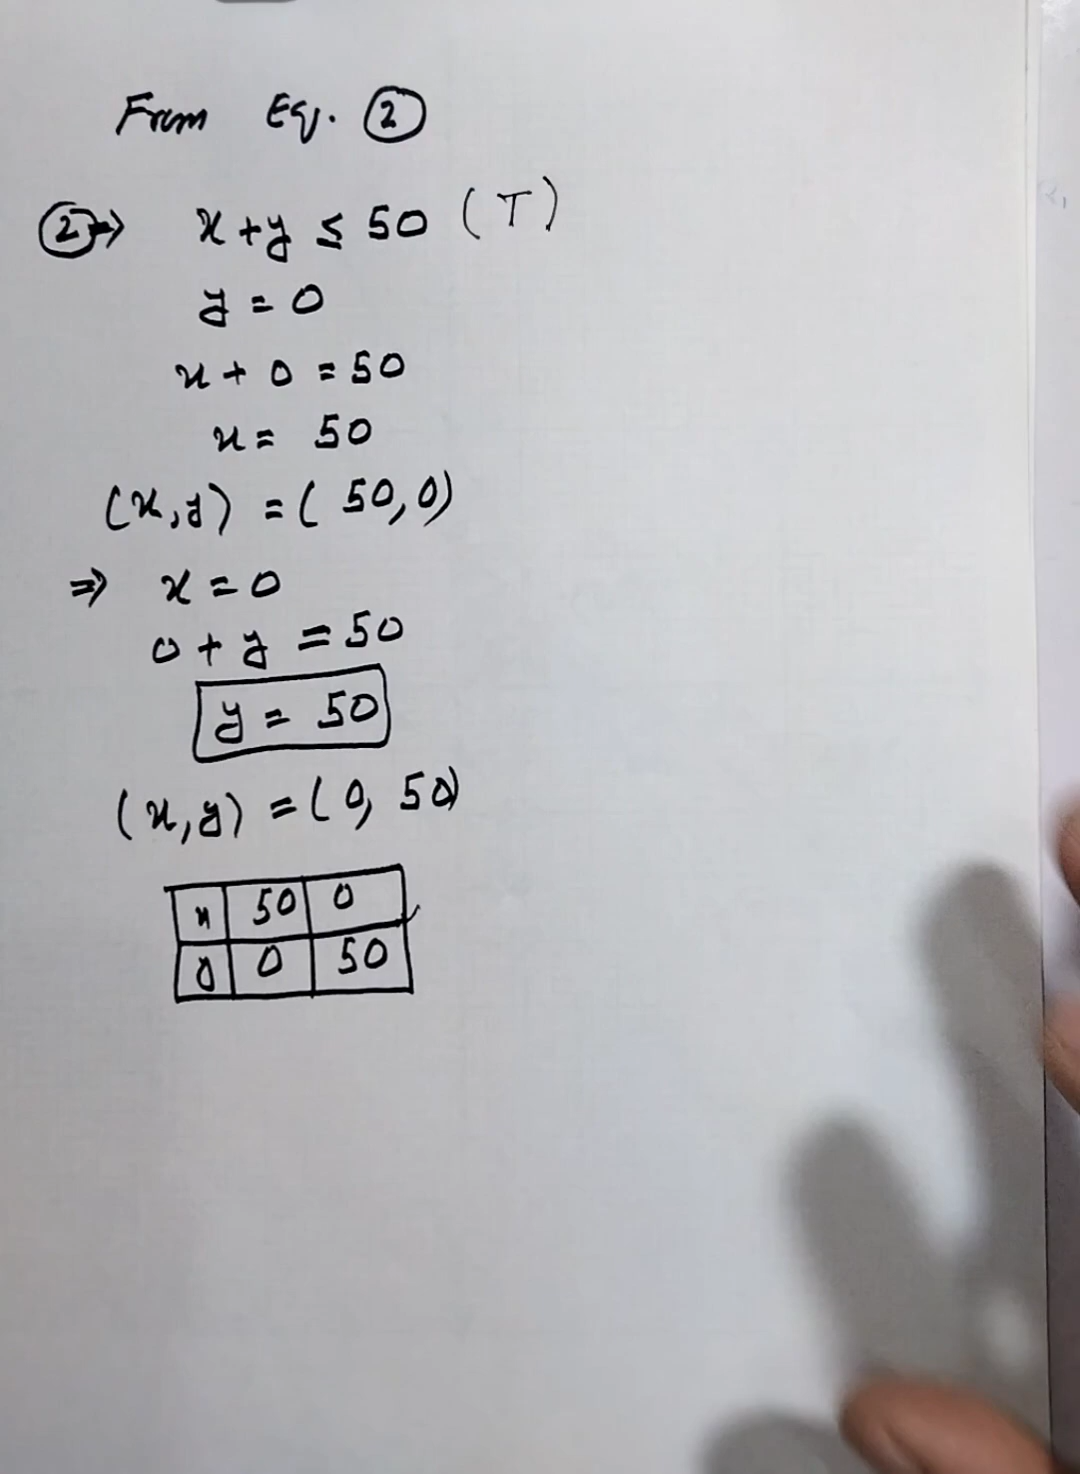 From Eq. ②
②⇒ x + y ≤ 50 (T)
y = 0
x + 0 = 50
x = 50
(x, y) = (50, 0)
⇒ x = 0
0 + y = 50
y = 50
(x, y) = (0, 50)
x 50 0
y 0 50